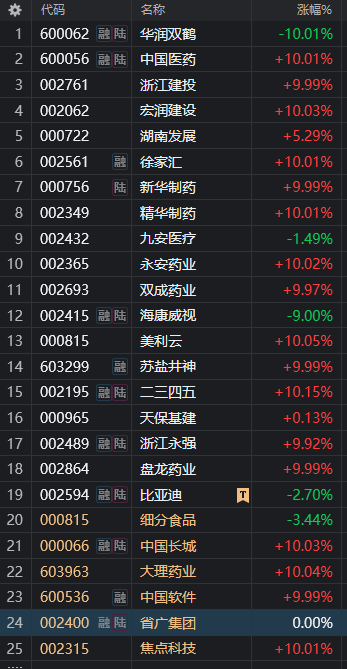 代码 名称 涨幅%
1 600062 融 陆 华润双鹤 -10.01%
2 600056 融 陆 中国医药 +10.01%
3 002761 浙江建投 +9.99%
4 002062 宏润建设 +10.03%
5 000722 湖南发展 +5.29%
6 002561 融 徐家汇 +10.01%
7 000756 陆 新华制药 +9.99%
8 002349 精华制药 +10.01%
9 002432 九安医疗 -1.49%
10 002365 永安药业 +10.02%
11 002693 双成药业 +9.97%
12 002415 融 陆 海康威视 -9.00%
13 000815 美利云 +10.05%
14 603299 融 苏盐井神 +9.99%
15 002195 融 陆 二三四五 +10.15%
16 000965 天保基建 +0.13%
17 002489 融 陆 浙江永强 +9.92%
18 002864 盘龙药业 +9.99%
19 002594 融 陆 比亚迪 T -2.70%
20 000815 细分食品 -3.44%
21 000066 融 陆 中国长城 +10.03%
22 603963 大理药业 +10.04%
23 600536 融 中国软件 +9.99%
24 002400 融 陆 省广集团 0.00%
25 002315 焦点科技 +10.01%